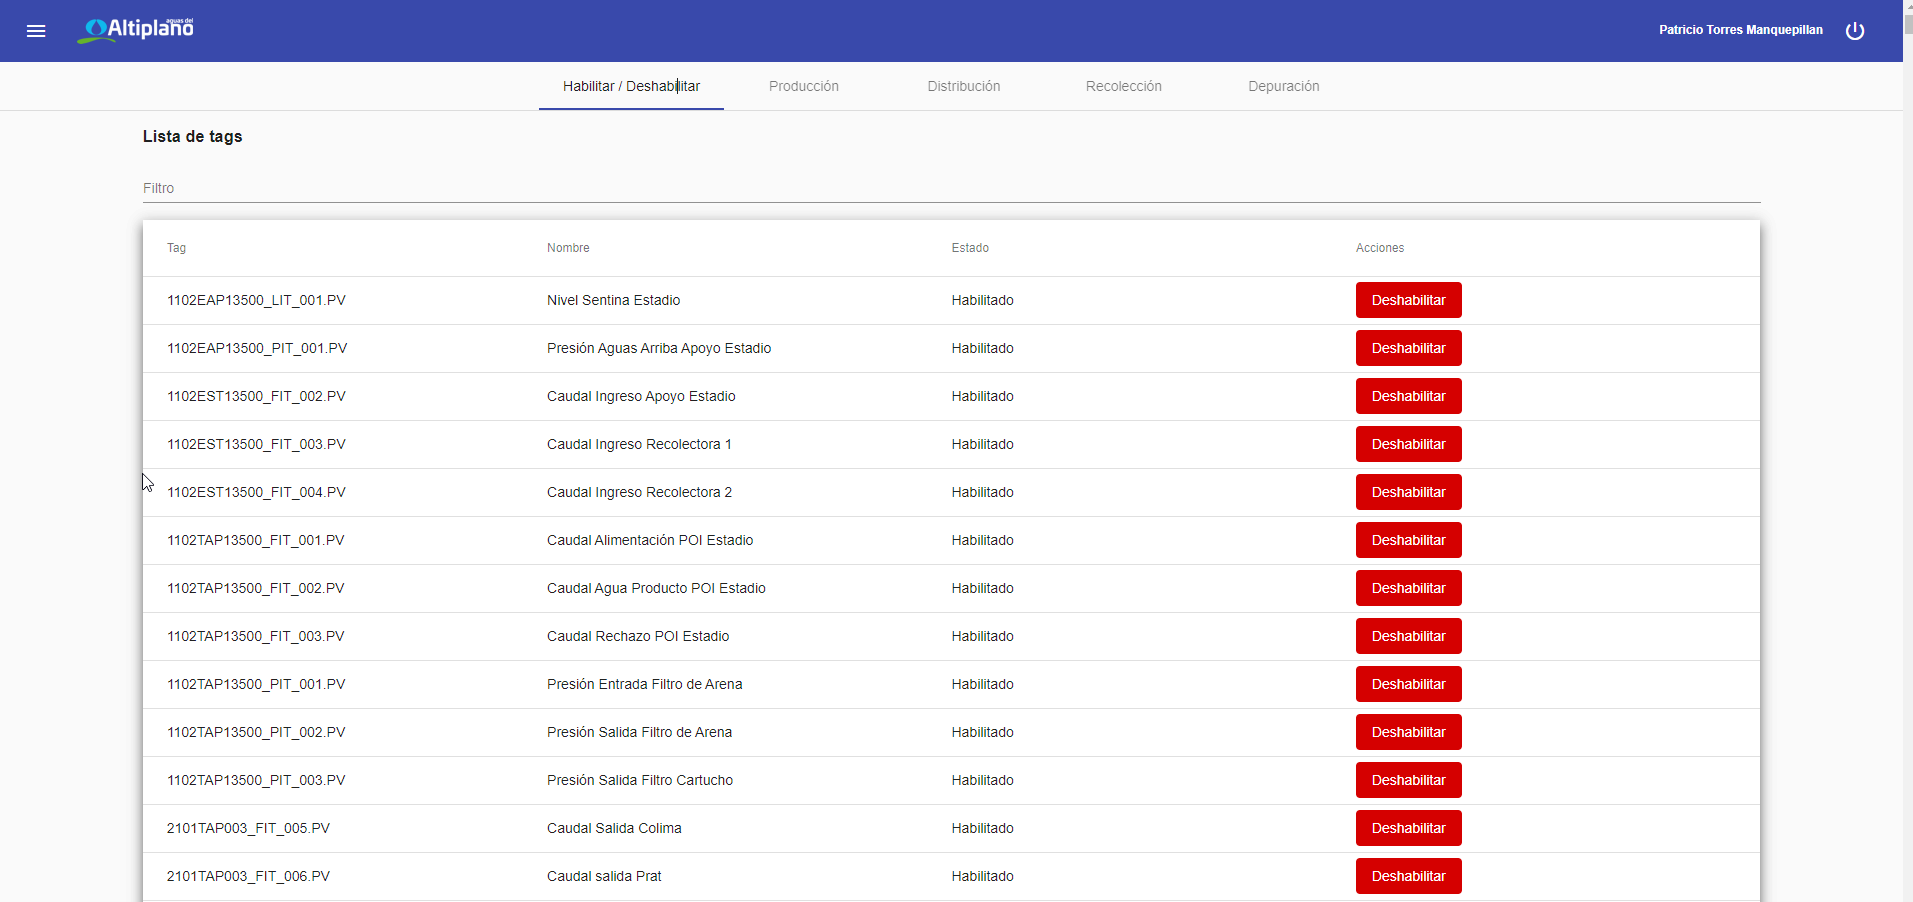 aguas del
Altiplano
Patricio Torres Manquepillan
Habilitar / Deshabilitar
Producción
Distribución
Recolección
Depuración
Lista de tags
Filtro
Tag Nombre Estado Acciones
1102EAP13500_LIT_001.PV Nivel Sentina Estadio Habilitado Deshabilitar
1102EAP13500_PIT_001.PV Presión Aguas Arriba Apoyo Estadio Habilitado Deshabilitar
1102EST13500_FIT_002.PV Caudal Ingreso Apoyo Estadio Habilitado Deshabilitar
1102EST13500_FIT_003.PV Caudal Ingreso Recolectora 1 Habilitado Deshabilitar
1102EST13500_FIT_004.PV Caudal Ingreso Recolectora 2 Habilitado Deshabilitar
1102TAP13500_FIT_001.PV Caudal Alimentación POI Estadio Habilitado Deshabilitar
1102TAP13500_FIT_002.PV Caudal Agua Producto POI Estadio Habilitado Deshabilitar
1102TAP13500_FIT_003.PV Caudal Rechazo POI Estadio Habilitado Deshabilitar
1102TAP13500_PIT_001.PV Presión Entrada Filtro de Arena Habilitado Deshabilitar
1102TAP13500_PIT_002.PV Presión Salida Filtro de Arena Habilitado Deshabilitar
1102TAP13500_PIT_003.PV Presión Salida Filtro Cartucho Habilitado Deshabilitar
2101TAP003_FIT_005.PV Caudal Salida Colima Habilitado Deshabilitar
2101TAP003_FIT_006.PV Caudal salida Prat Habilitado Deshabilitar